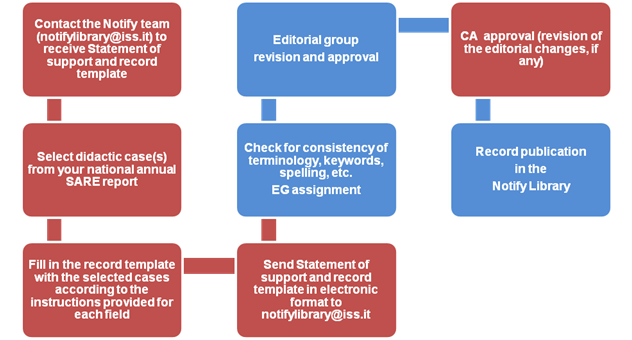 Contact the Notify team
(notifylibrary@iss.it) to
receive Statement of
support and record
template
Select didactic case(s)
from your national annual
SARE report
Fill in the record template
with the selected cases
according to the
instructions provided for
each field
Send Statement of
support and record
template in electronic
format to
notifylibrary@iss.it
Check for consistency of
terminology, keywords,
spelling, etc.
EG assignment
Editorial group
revision and approval
CA approval (revision of
the editorial changes, if
any)
Record publication
in the
Notify Library